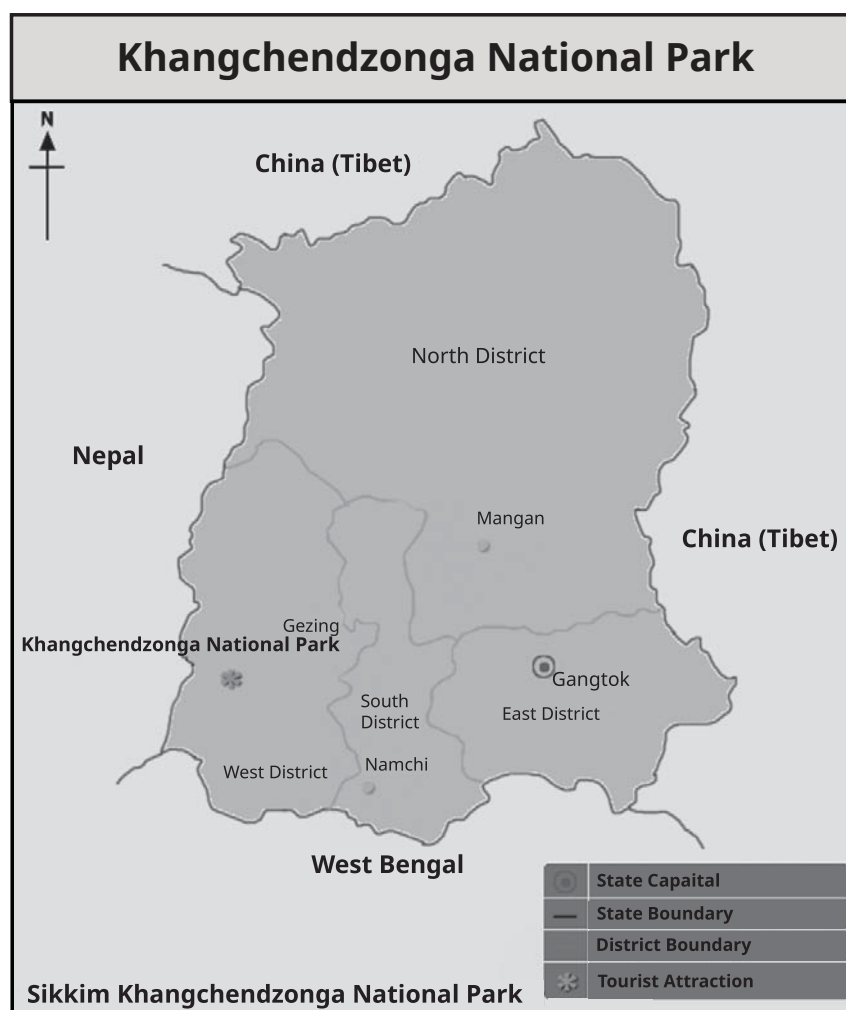 Khangchendzonga National Park
N
China (Tibet)
North District
Nepal
Mangan
China (Tibet)
Gezing
Khangchendzonga National Park
Gangtok
South
District
East District
Namchi
West District
West Bengal
State Capaital
State Boundary
District Boundary
Tourist Attraction
Sikkim Khangchendzonga National Park